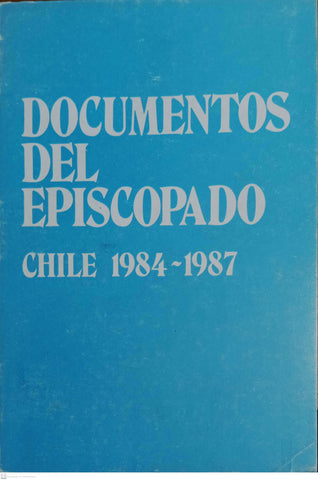 DOCUMENTOS
DEL
EPISCOPADO
CHILE 1984-1987